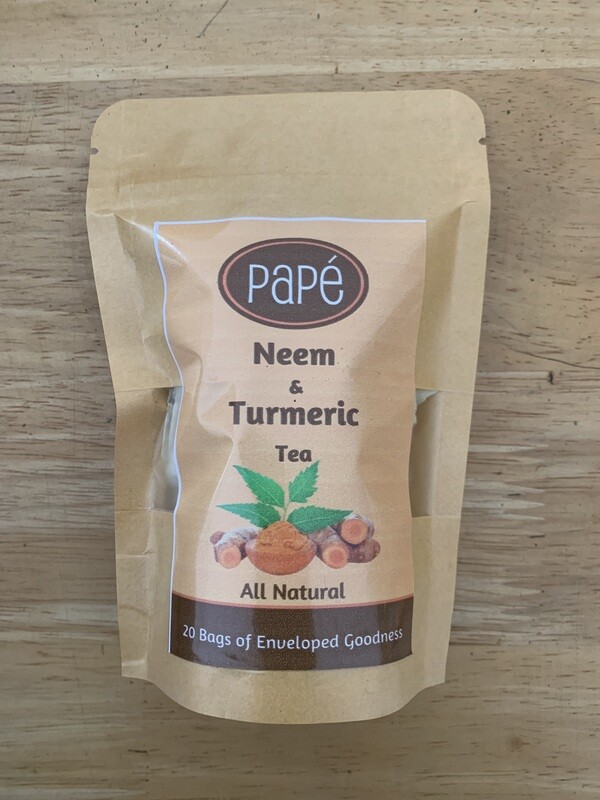 PAPÉ
Neem
&
Turmeric
Tea
All Natural
20 Bags of Enveloped Goodness